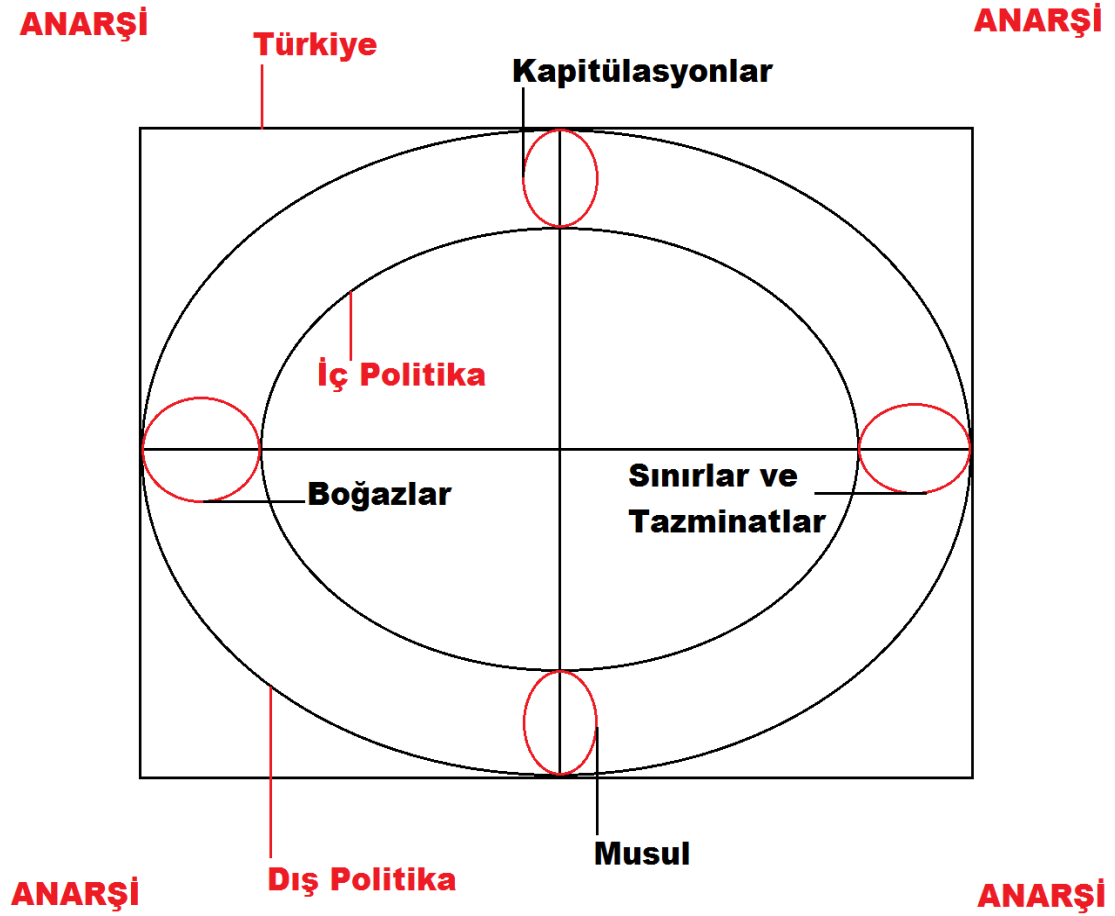 ANARŞİ
ANARŞİ
Türkiye
Kapitülasyonlar
İç Politika
Boğazlar
Sınırlar ve
Tazminatlar
Musul
Dış Politika
ANARŞİ
ANARŞİ